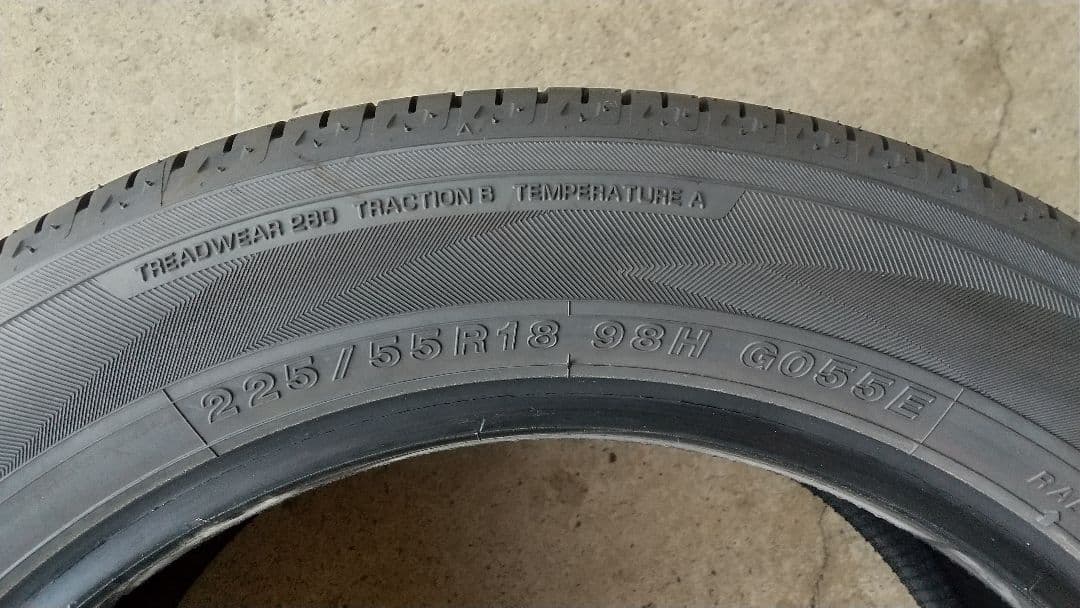 TREADWEAR 280 TRACTION B TEMPERATURE A
225/55R18 98H G055E